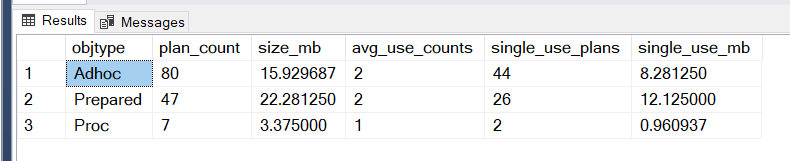 Results Messages
objtype plan_count size_mb avg_use_counts single_use_plans single_use_mb
1 Adhoc 80 15.929687 2 44 8.281250
2 Prepared 47 22.281250 2 26 12.125000
3 Proc 7 3.375000 1 2 0.960937